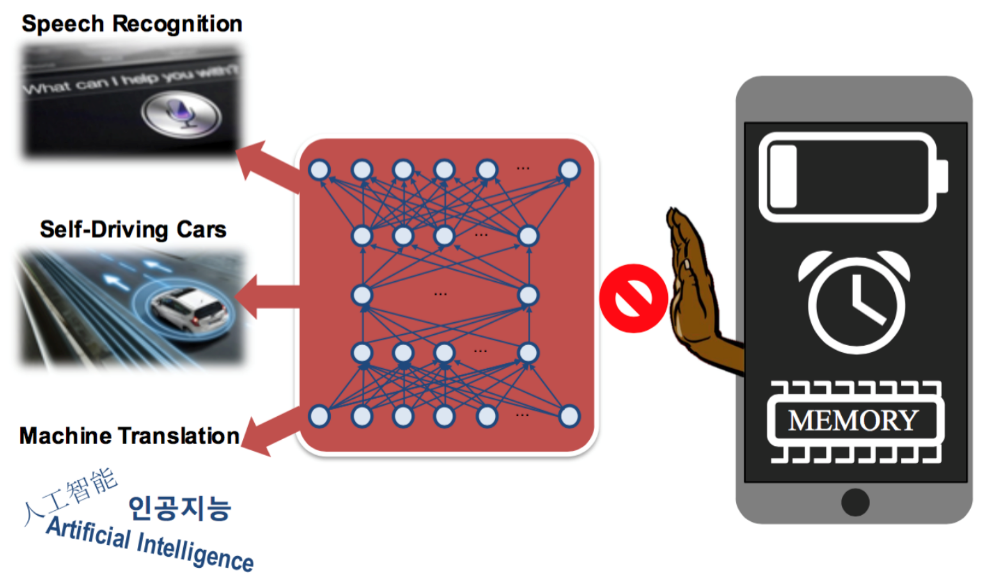 Speech Recognition
What can I help you with?
Self-Driving Cars
Machine Translation
人工智能
인공지능
Artificial Intelligence
...
...
...
...
...
MEMORY